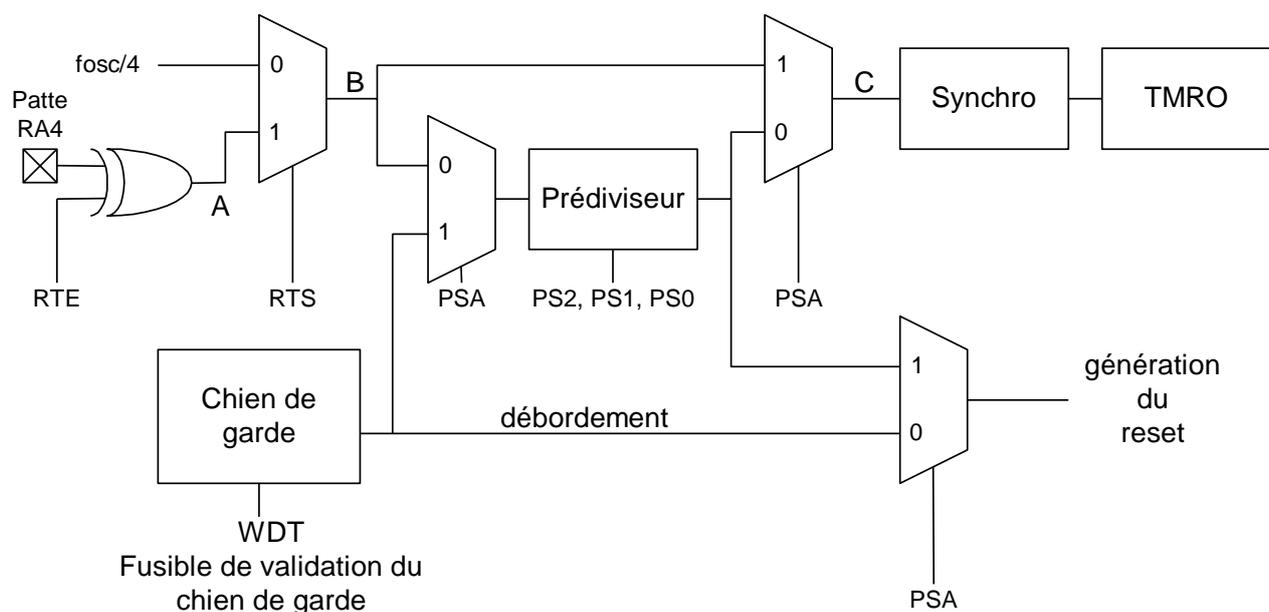 fosc/4
0
B
1
C
Synchro
TMRO
Patte
RA4
1
0
0
Prédiviseur
A
1
RTE
RTS
PSA
PS2, PS1, PS0
PSA
Chien de
garde
débordement
1
0
génération
du
reset
WDT
Fusible de validation du
chien de garde
PSA